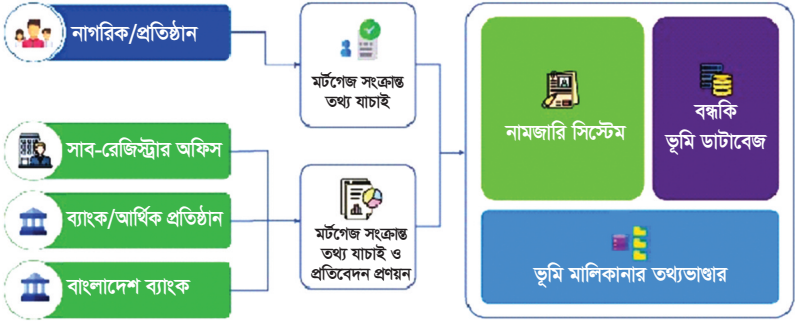 নাগরিক/প্রতিষ্ঠান
মর্টগেজ সংক্রান্ত
তথ্য যাচাই
সাব-রেজিস্ট্রার অফিস
ব্যাংক/আর্থিক প্রতিষ্ঠান
বাংলাদেশ ব্যাংক
মর্টগেজ সংক্রান্ত
তথ্য যাচাই ও
প্রতিবেদন প্রণয়ন
নামজারি সিস্টেম
বন্ধকি
ভূমি ডাটাবেজ
ভূমি মালিকানার তথ্যভাণ্ডার